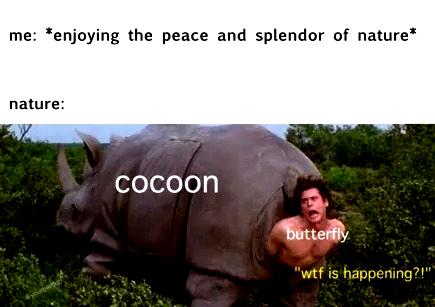 me: *enjoying the peace and splendor of nature*
nature:
cocoon
butterfly
"wtf is happening?!"